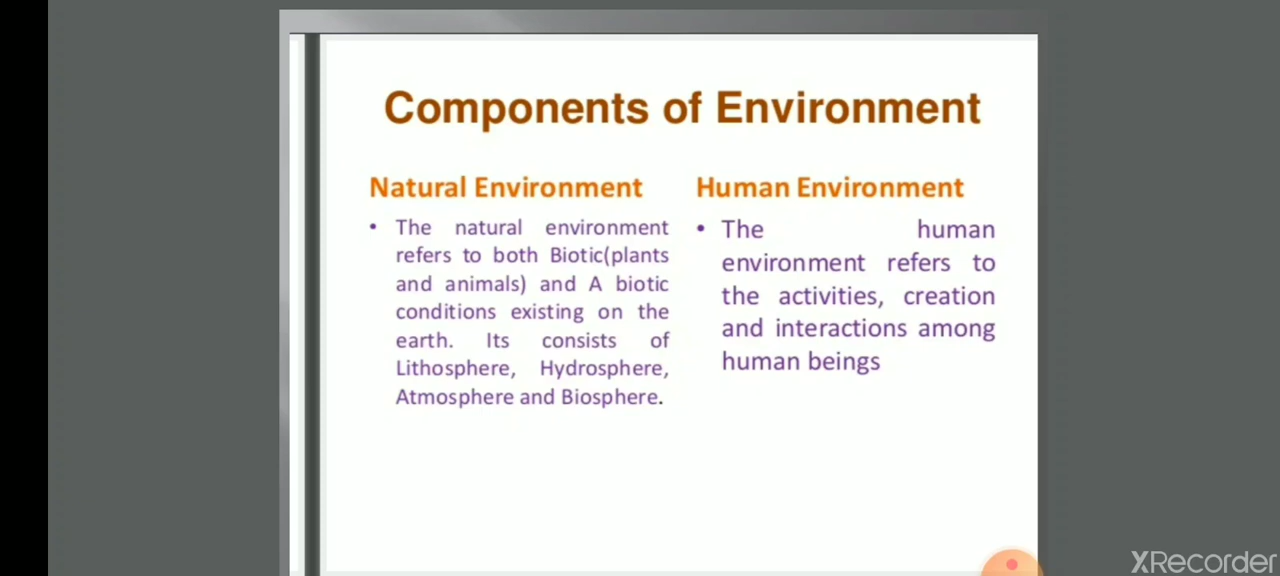 Components of Environment
Natural Environment
• The natural environment
refers to both Biotic(plants
and animals) and A biotic
conditions existing on the
earth. Its consists of
Lithosphere, Hydrosphere,
Atmosphere and Biosphere.
Human Environment
• The human
environment refers to
the activities, creation
and interactions among
human beings
XRecorder